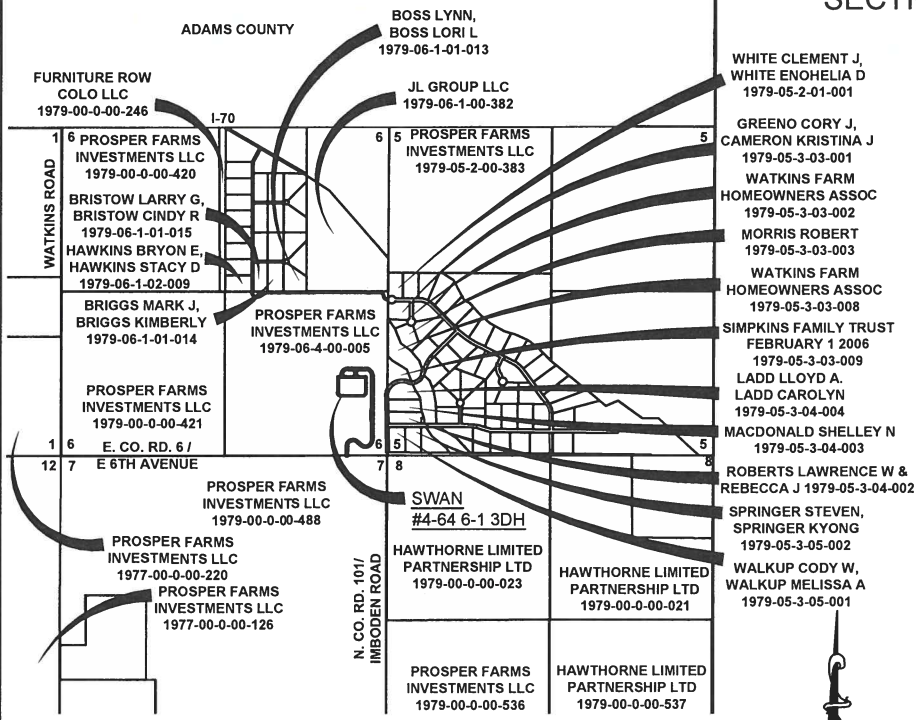 SECTI
ADAMS COUNTY
BOSS LYNN,
BOSS LORI L
1979-06-1-01-013
FURNITURE ROW
COLO LLC
1979-00-0-00-246
JL GROUP LLC
1979-06-1-00-382
WHITE CLEMENT J,
WHITE ENOHELIA D
1979-05-2-01-001
I-70
1
6
PROSPER FARMS
INVESTMENTS LLC
1979-00-0-00-420
6
5
PROSPER FARMS
INVESTMENTS LLC
1979-05-2-00-383
5
GREENO CORY J,
CAMERON KRISTINA J
1979-05-3-03-001
WATKINS ROAD
BRISTOW LARRY G,
BRISTOW CINDY R
1979-06-1-01-015
HAWKINS BRYON E,
HAWKINS STACY D
1979-06-1-02-009
WATKINS FARM
HOMEOWNERS ASSOC
1979-05-3-03-002
MORRIS ROBERT
1979-05-3-03-003
WATKINS FARM
HOMEOWNERS ASSOC
1979-05-3-03-008
BRIGGS MARK J,
BRIGGS KIMBERLY
1979-06-1-01-014
PROSPER FARMS
INVESTMENTS LLC
1979-06-4-00-005
SIMPKINS FAMILY TRUST
FEBRUARY 1 2006
1979-05-3-03-009
LADD LLOYD A.
LADD CAROLYN
1979-05-3-04-004
PROSPER FARMS
INVESTMENTS LLC
1979-00-0-00-421
MACDONALD SHELLEY N
1979-05-3-04-003
1
6
E. CO. RD. 6 /
E 6TH AVENUE
6
5
5
12
7
7
8
8
ROBERTS LAWRENCE W &
REBECCA J 1979-05-3-04-002
PROSPER FARMS
INVESTMENTS LLC
1979-00-0-00-488
SWAN
#4-64 6-1 3DH
SPRINGER STEVEN,
SPRINGER KYONG
1979-05-3-05-002
PROSPER FARMS
INVESTMENTS LLC
1977-00-0-00-220
HAWTHORNE LIMITED
PARTNERSHIP LTD
1979-00-0-00-023
HAWTHORNE LIMITED
PARTNERSHIP LTD
1979-00-0-00-021
WALKUP CODY W,
WALKUP MELISSA A
1979-05-3-05-001
PROSPER FARMS
INVESTMENTS LLC
1977-00-0-00-126
N. CO. RD. 101/
IMBODEN ROAD
PROSPER FARMS
INVESTMENTS LLC
1979-00-0-00-536
HAWTHORNE LIMITED
PARTNERSHIP LTD
1979-00-0-00-537